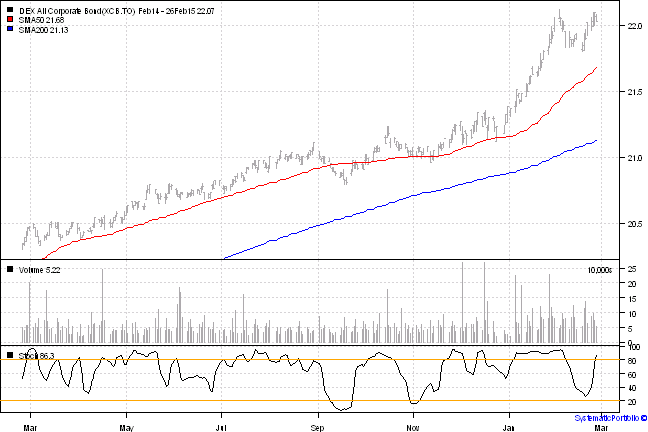 DEX All Corporate Bond(XCB.TO) Feb14 - 26Feb15 22.07
SMA50 21.68
SMA200 21.13
22.0
21.5
21.0
20.5
Volume 5.22
10,000s
25
20
15
10
5
0
Stoch 86.3
100
80
60
40
20
Mar May Jul Sep Nov Jan Mar
SystematicPortfolio ©